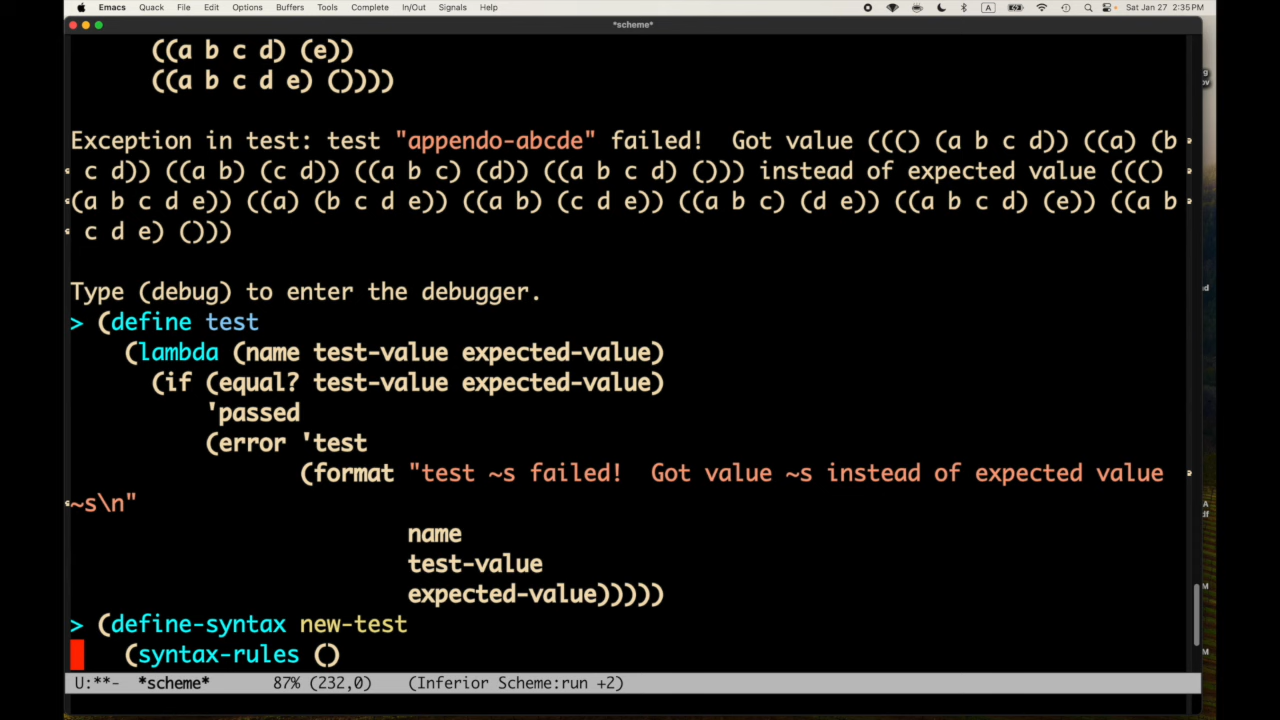 Emacs Quack File Edit Options Buffers Tools Complete In/Out Signals Help A Sat Jan 27 2:35 PM
*scheme*
((a b c d) (e))
((a b c d e) ())))
Exception in test: test "appendo-abcde" failed!  Got value ((() (a b c d)) ((a) (b
c d)) ((a b) (c d)) ((a b c) (d)) ((a b c d) ())) instead of expected value ((()
(a b c d e)) ((a) (b c d e)) ((a b) (c d e)) ((a b c) (d e)) ((a b c d) (e)) ((a b
c d e) ()))
Type (debug) to enter the debugger.
> (define test
(lambda (name test-value expected-value)
(if (equal? test-value expected-value)
'passed
(error 'test
(format "test ~s failed!  Got value ~s instead of expected value
~s\n"
name
test-value
expected-value)))))
> (define-syntax new-test
(syntax-rules ()
U:**-  *scheme*  87% (232,0)  (Inferior Scheme:run +2)